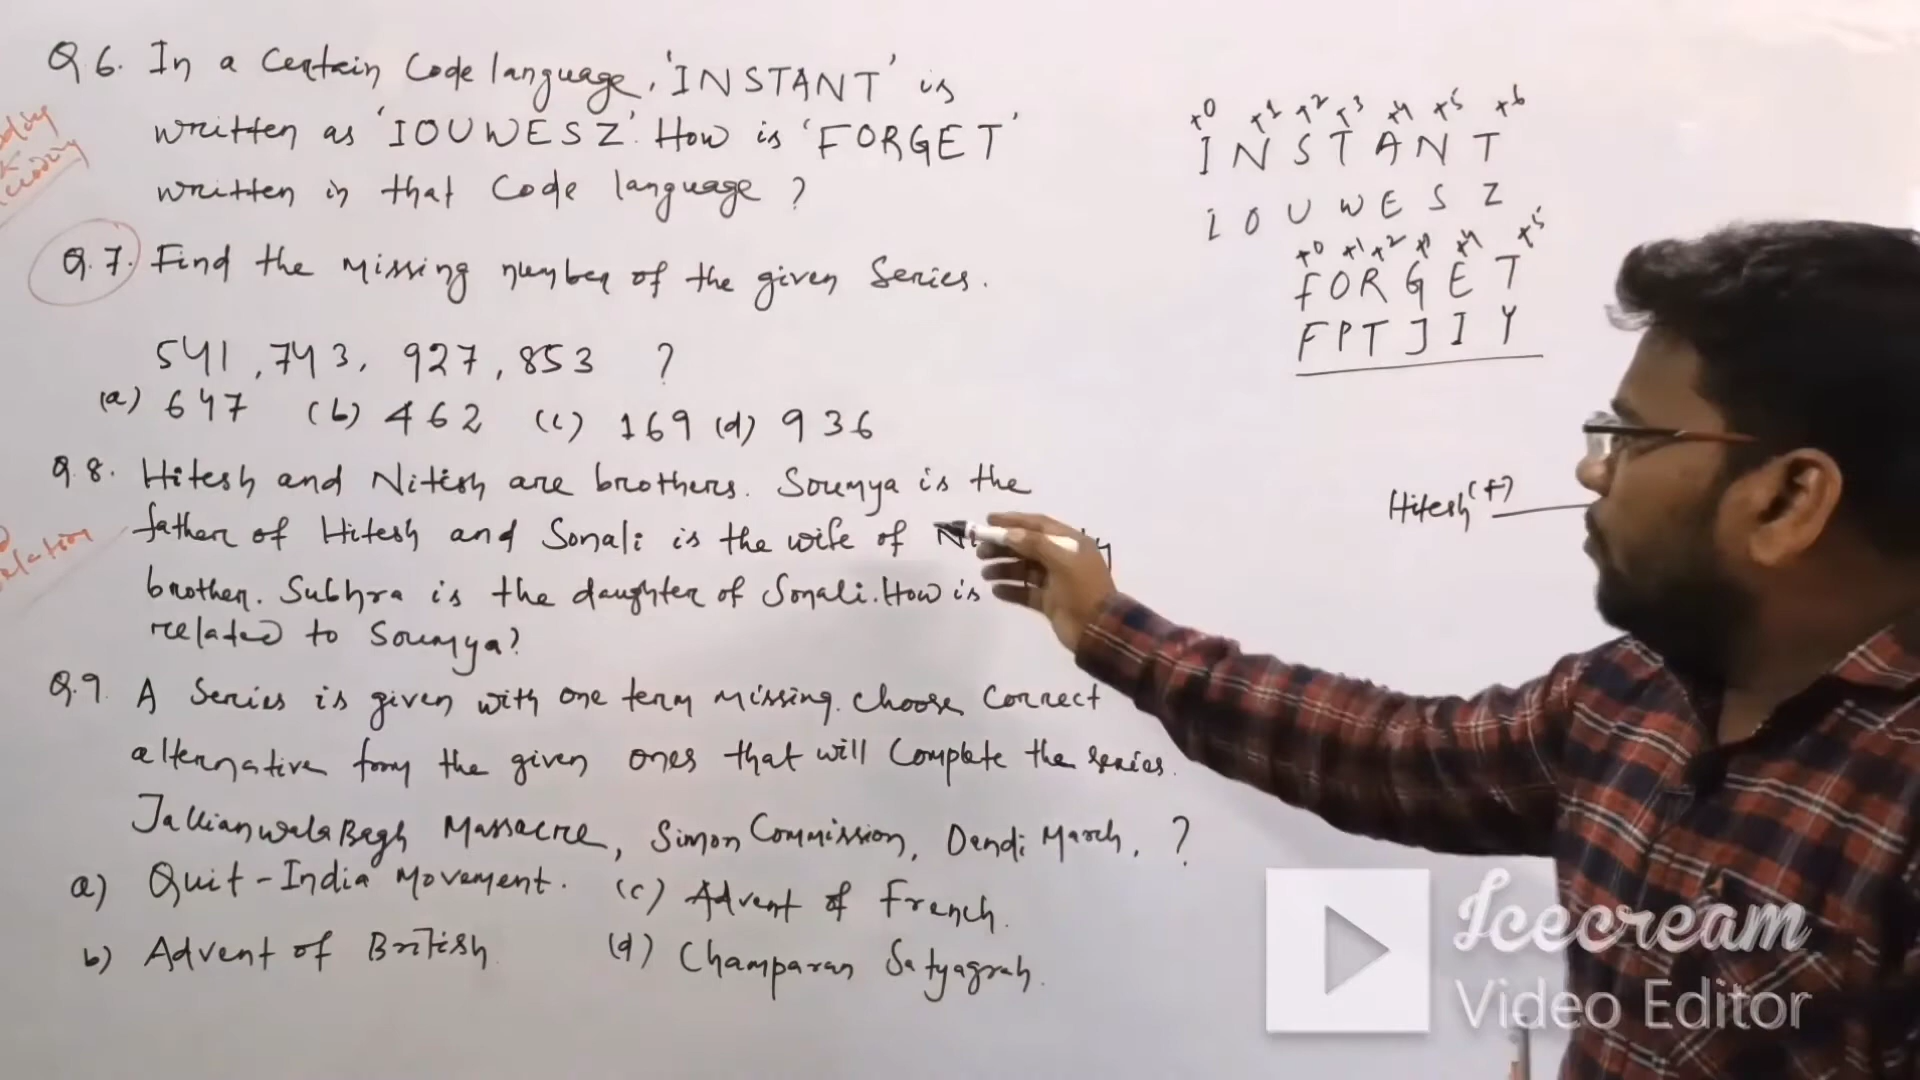 Q.6. In a Certain Code language, 'INSTANT' is
written as 'IOUWESZ'. How is 'FORGET'
written in that Code language ?
Q.7. Find the Missing number of the given Series.
541, 743, 927, 853 ?
(a) 647 (b) 462 (c) 169 (d) 936
Q.8. Hitesh and Nitish are brothers. Soumya is the
father of Hitesh and Sonali is the wife of
brother. Subhra is the daughter of Sonali. How is
related to Soumya?
Q.9. A Series is given with one term Missing. Choose Correct
alternative from the given ones that will Complete the series.
Jallianwala Bagh Massacre, Simon Commission, Dandi March, ?
a) Quit-India Movement. (c) Advent of French.
b) Advent of British (d) Champaran Satyagrah.
+0 +1 +2 +3 +4 +5 +6
INSTANT
IOUWESZ
+0 +1 +2 +3 +4 +5
FORGET
FPTJIY
Hitesh (+)
Icecream
Video Editor